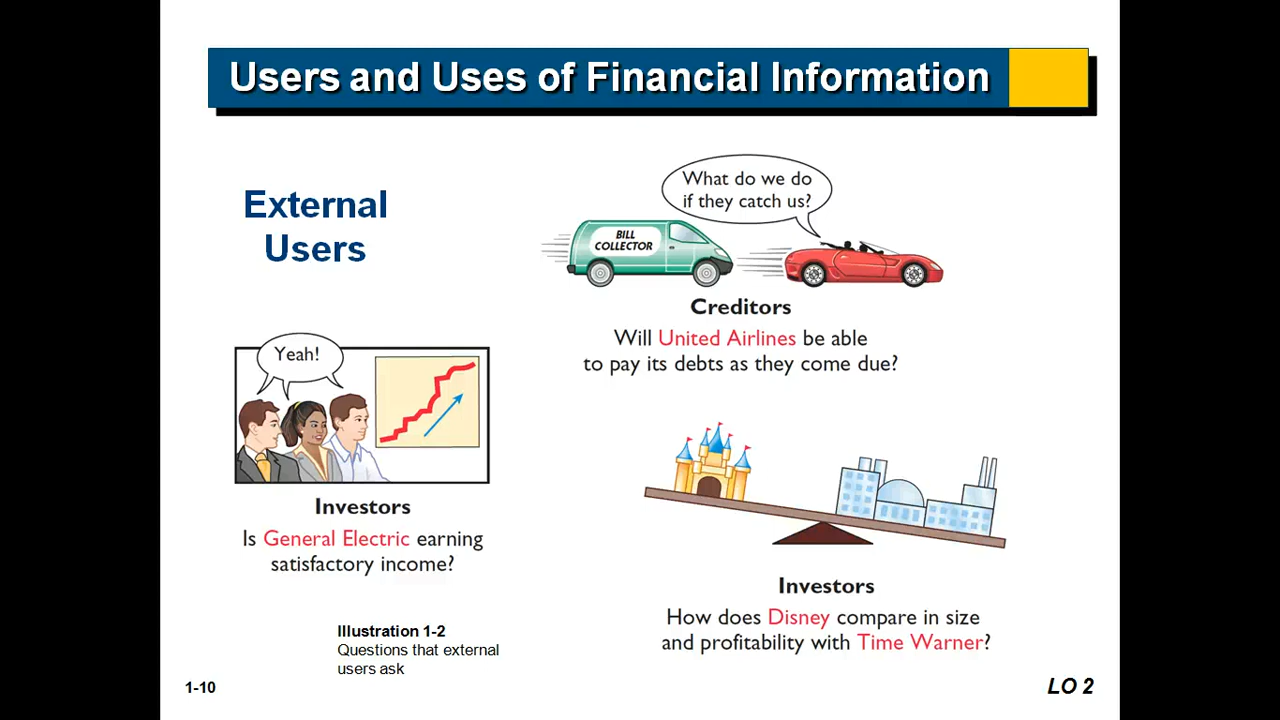 Users and Uses of Financial Information
External
Users
What do we do
if they catch us?
BILL
COLLECTOR
Creditors
Will United Airlines be able
to pay its debts as they come due?
Yeah!
Investors
Is General Electric earning
satisfactory income?
Investors
How does Disney compare in size
and profitability with Time Warner?
Illustration 1-2
Questions that external
users ask
1-10
LO 2